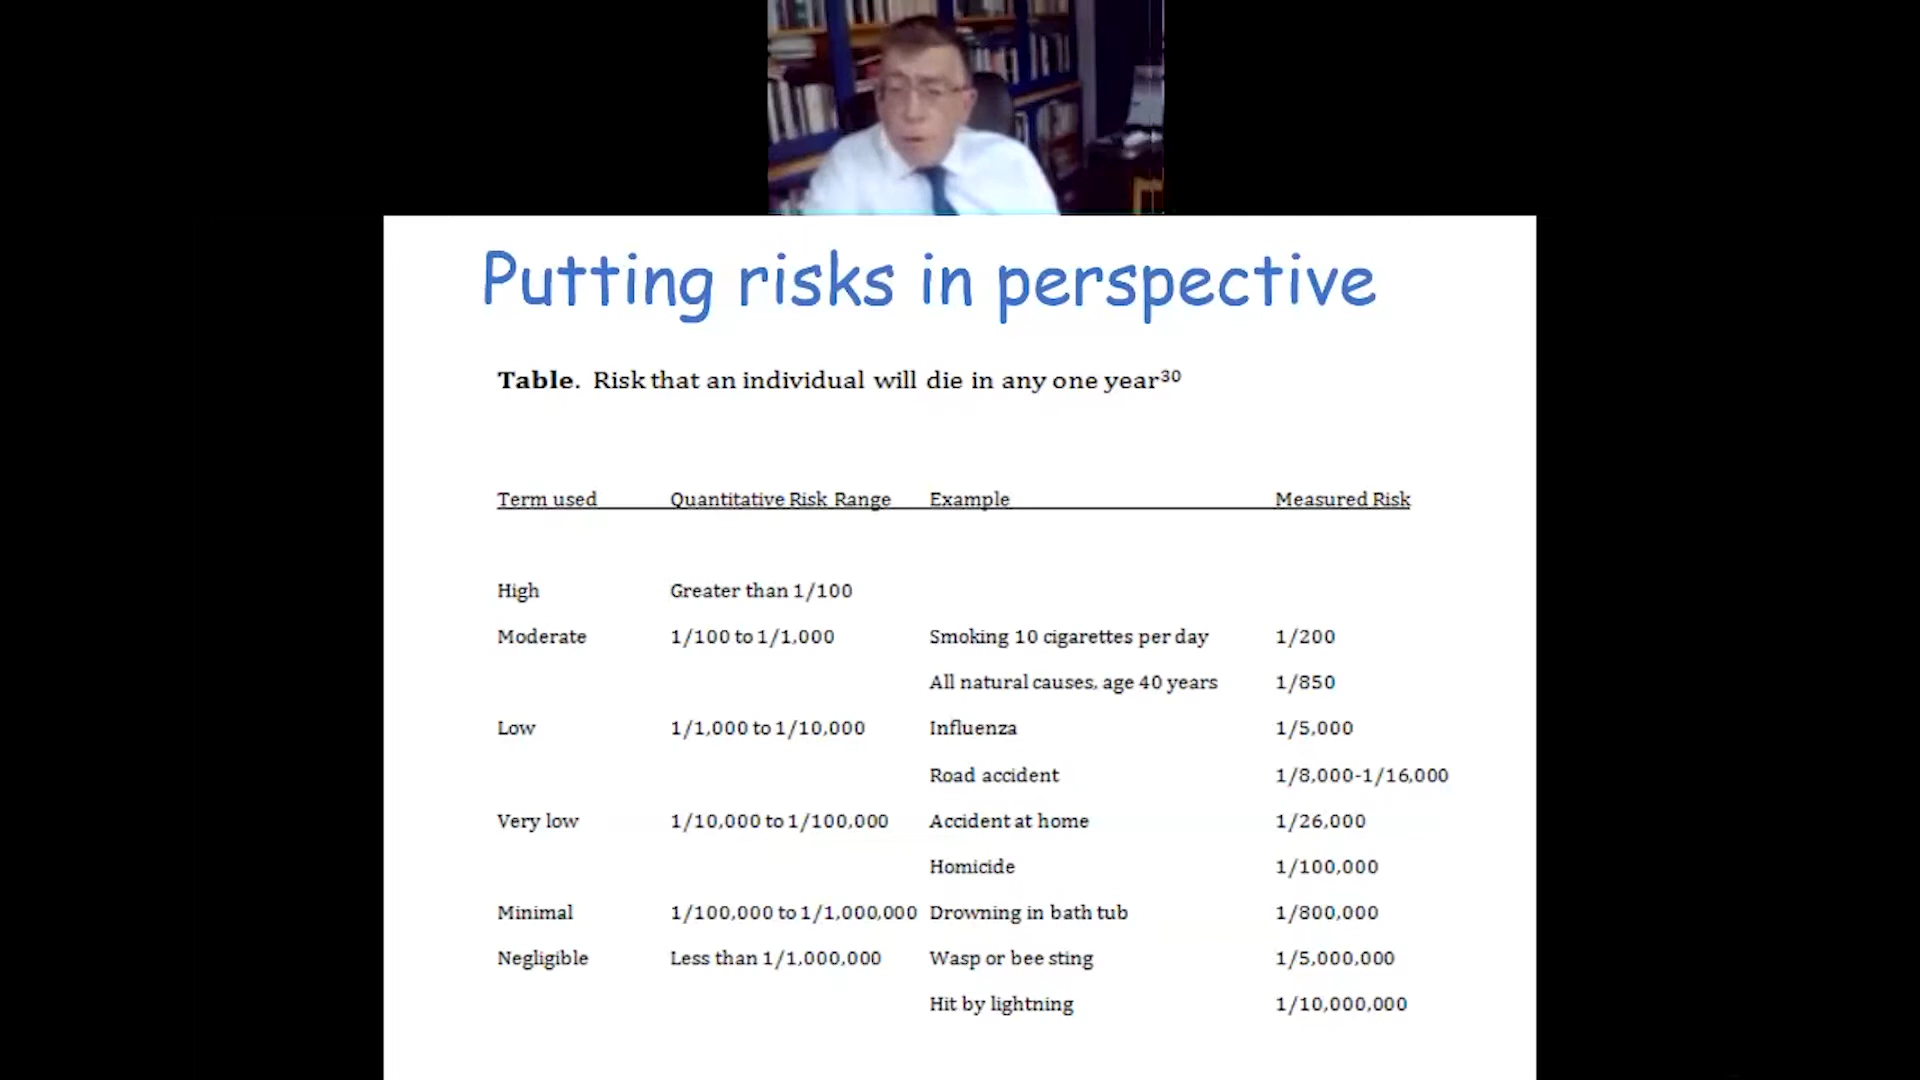 Putting risks in perspective
Table. Risk that an individual will die in any one year30
Term used Quantitative Risk Range Example Measured Risk
High Greater than 1/100
Moderate 1/100 to 1/1,000 Smoking 10 cigarettes per day 1/200
All natural causes, age 40 years 1/850
Low 1/1,000 to 1/10,000 Influenza 1/5,000
Road accident 1/8,000-1/16,000
Very low 1/10,000 to 1/100,000 Accident at home 1/26,000
Homicide 1/100,000
Minimal 1/100,000 to 1/1,000,000 Drowning in bath tub 1/800,000
Negligible Less than 1/1,000,000 Wasp or bee sting 1/5,000,000
Hit by lightning 1/10,000,000